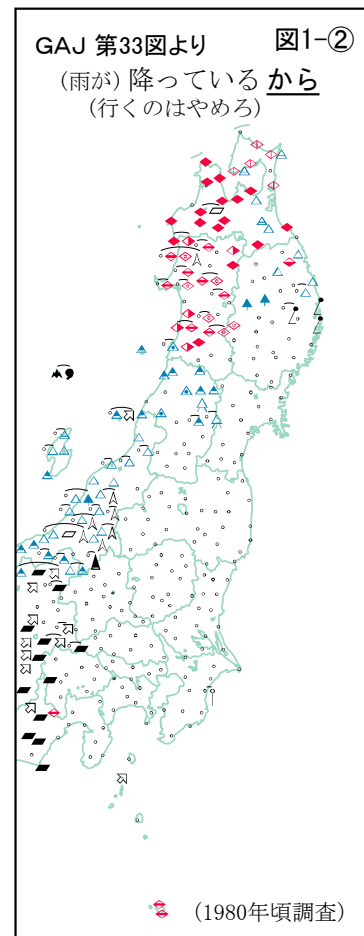 GAJ 第33図より 図1-②
(雨が) 降っている から
(行くのはやめろ)
(1980年頃調査)